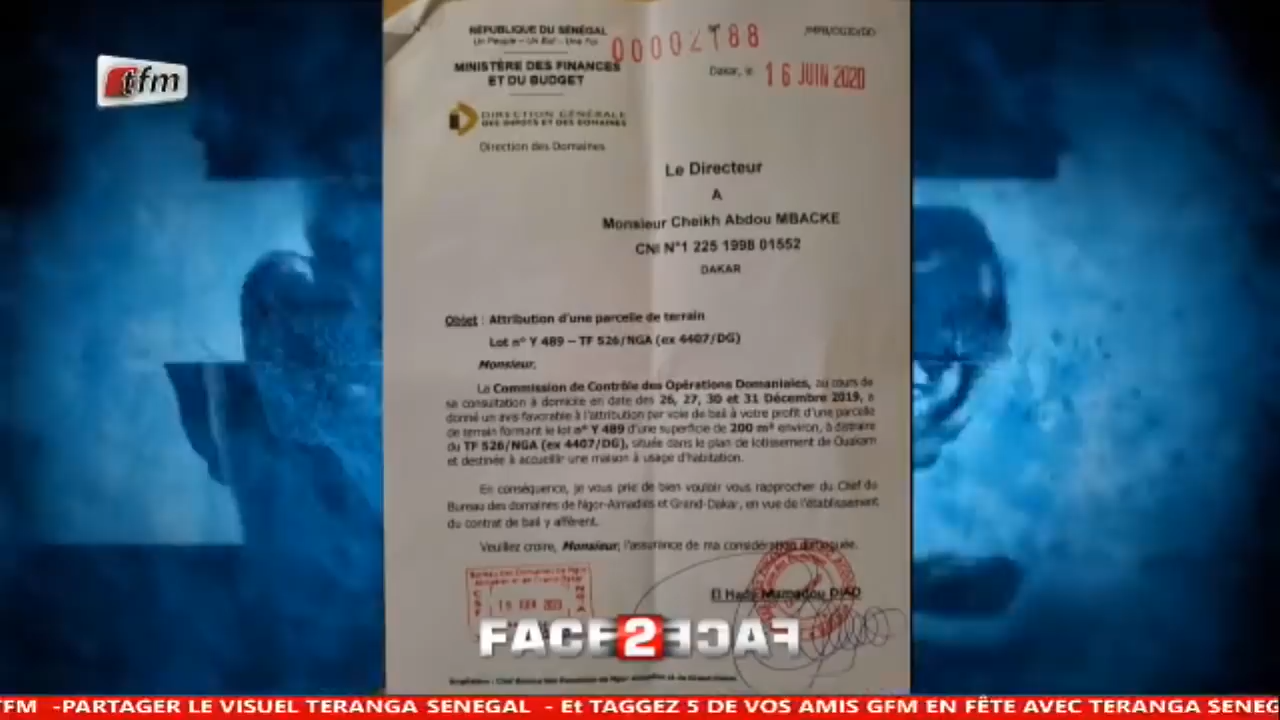 tfm
RÉPUBLIQUE DU SÉNÉGAL
Un Peuple – Un But – Une Foi
MINISTÈRE DES FINANCES
ET DU BUDGET
DIRECTION GÉNÉRALE
DES IMPOTS ET DES DOMAINES
Direction des Domaines
Dakar, le 16 JUIN 2020
Le Directeur
A
Monsieur Cheikh Abdou MBACKE
CNI N°1 225 1998 01552
DAKAR
Objet : Attribution d'une parcelle de terrain
Lot n° Y 489 – TF 526/NGA (ex 4407/DG)
Monsieur,
La Commission de Contrôle des Opérations Domaniales, au cours de
sa consultation à domicile en date des 26, 27, 30 et 31 Décembre 2019, a
donné un avis favorable à l'attribution par voie de bail à votre profit d'une parcelle
de terrain formant le lot n° Y 489 d'une superficie de 200 m² environ, à distraire
du TF 526/NGA (ex 4407/DG), située dans le plan de lotissement de Ouakam
et destinée à accueillir une maison à usage d'habitation.
En conséquence, je vous prie de bien vouloir vous rapprocher du Chef du
Bureau des domaines de Ngor-Almadies et Grand-Dakar, en vue de l'établissement
du contrat de bail y afférent.
Veuillez croire, Monsieur, l'assurance de ma considération distinguée.
El Hadji Mamadou DIAO
FACE2FACE
TFM -PARTAGER LE VISUEL TERANGA SENEGAL - Et TAGGEZ 5 DE VOS AMIS GFM EN FÊTE AVEC TERANGA SENEG